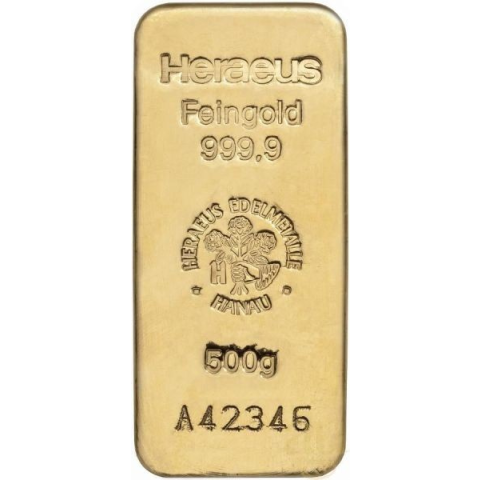 Heraeus
Feingold
999,9
HERAEUS EDELMETALLE
H
HANAU
500g
A42346